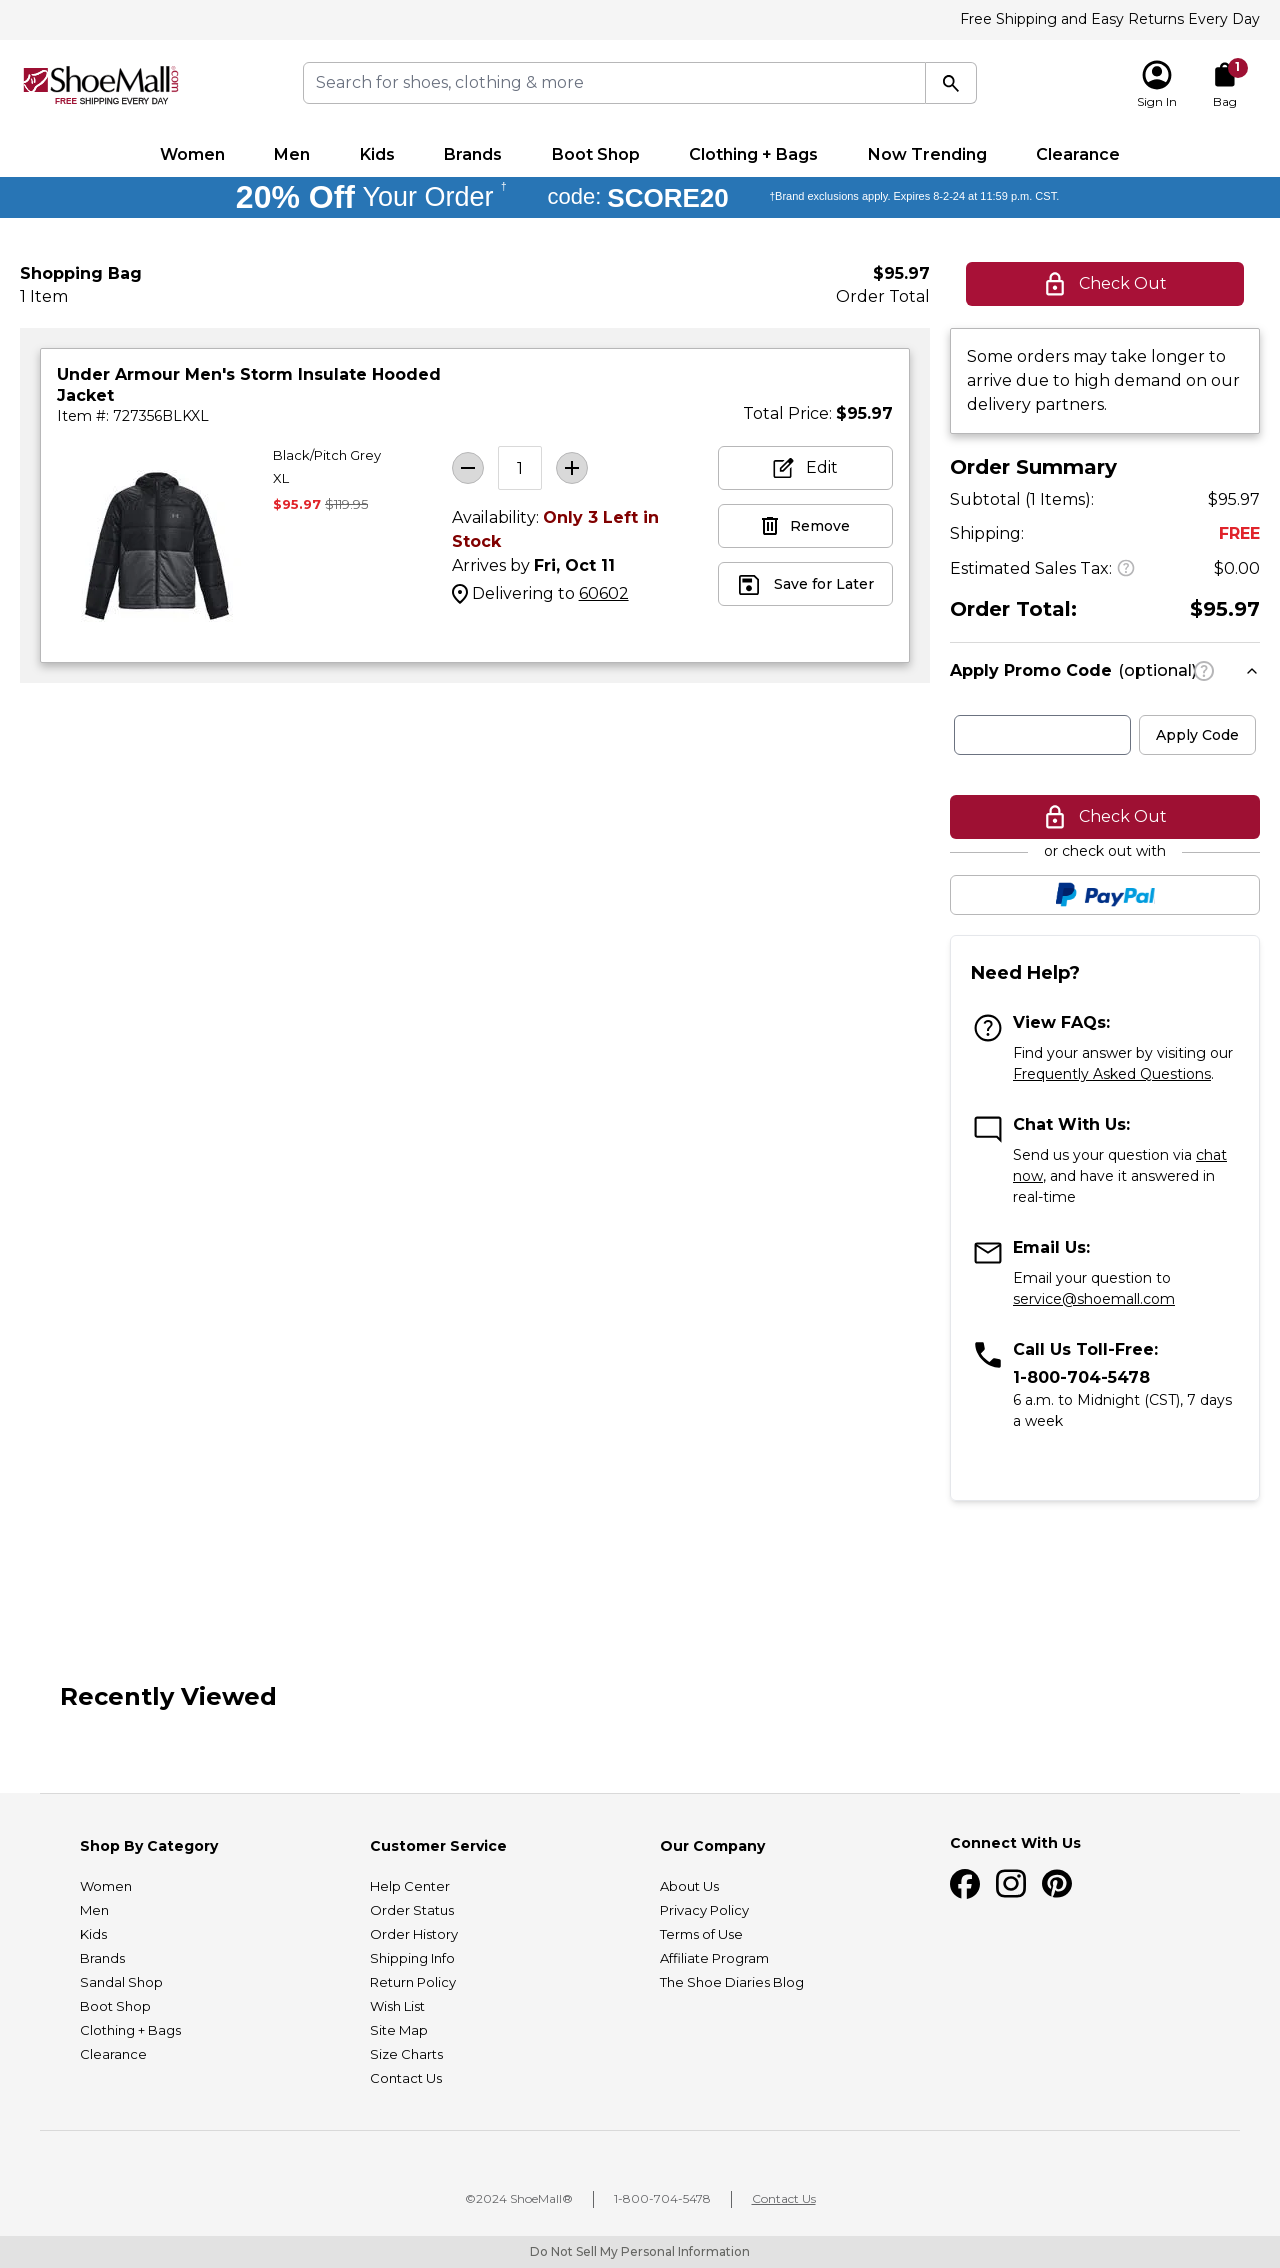 Free Shipping and Easy Returns Every Day
ShoeMall®.com
FREE SHIPPING EVERY DAY
Search for shoes, clothing & more
Sign In
1
Bag
Women Men Kids Brands Boot Shop Clothing + Bags Now Trending Clearance
20% Off Your Order † code: SCORE20 †Brand exclusions apply. Expires 8-2-24 at 11:59 p.m. CST.
Shopping Bag
1 Item
$95.97
Order Total
Check Out
Under Armour Men's Storm Insulate Hooded
Jacket
Item #: 727356BLKXL
Total Price: $95.97
Black/Pitch Grey
XL
$95.97 $119.95
1
Availability: Only 3 Left in
Stock
Arrives by Fri, Oct 11
Delivering to 60602
Edit
Remove
Save for Later
Some orders may take longer to
arrive due to high demand on our
delivery partners.
Order Summary
Subtotal (1 Items): $95.97
Shipping: FREE
Estimated Sales Tax: ? $0.00
Order Total: $95.97
Apply Promo Code (optional) ?
Apply Code
Check Out
or check out with
PayPal
Need Help?
View FAQs:
Find your answer by visiting our
Frequently Asked Questions.
Chat With Us:
Send us your question via chat
now, and have it answered in
real-time
Email Us:
Email your question to
service@shoemall.com
Call Us Toll-Free:
1-800-704-5478
6 a.m. to Midnight (CST), 7 days
a week
Recently Viewed
Shop By Category
Women
Men
Kids
Brands
Sandal Shop
Boot Shop
Clothing + Bags
Clearance
Customer Service
Help Center
Order Status
Order History
Shipping Info
Return Policy
Wish List
Site Map
Size Charts
Contact Us
Our Company
About Us
Privacy Policy
Terms of Use
Affiliate Program
The Shoe Diaries Blog
Connect With Us
©2024 ShoeMall® 1-800-704-5478 Contact Us
Do Not Sell My Personal Information